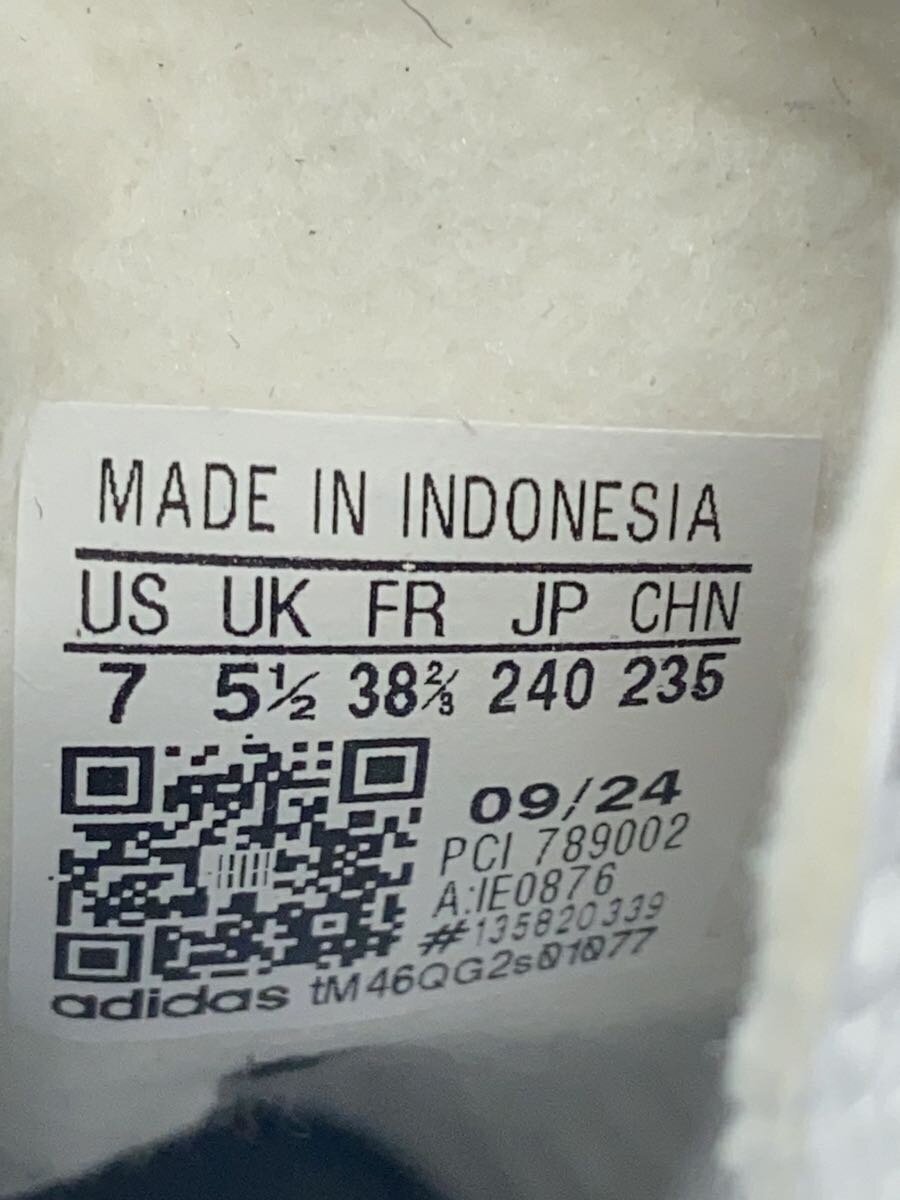 MADE IN INDONESIA
US UK FR JP CHN
7 5½ 38⅔ 240 235
09/24
PCI 789002
A:IE0876
#135820339
adidas tM46QG2s01077